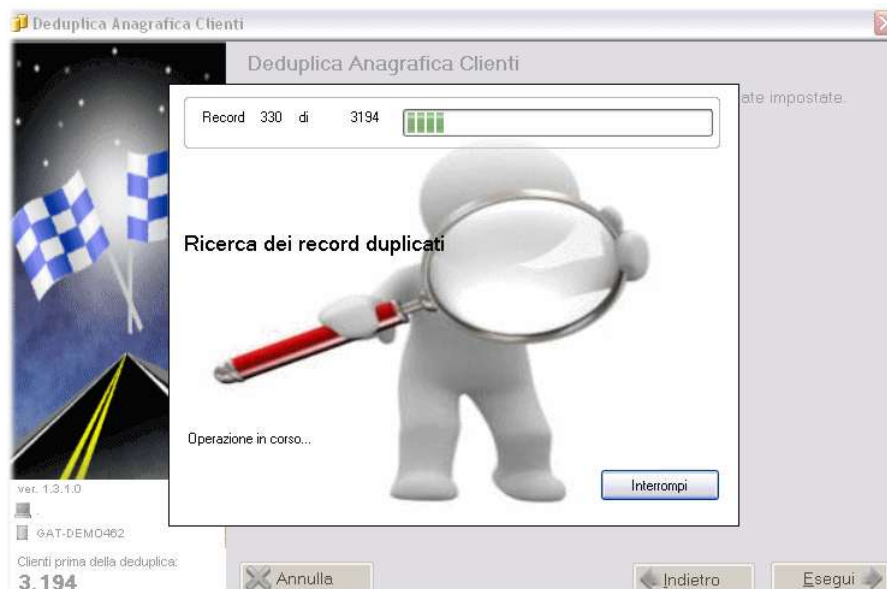 Deduplica Anagrafica Clienti
Deduplica Anagrafica Clienti
ate impostate.
Record 330 di 3194
Ricerca dei record duplicati
Operazione in corso...
Interrompi
ver. 1.3.1.0
.
GAT-DEMO462
Clienti prima della deduplica:
3.194
Annulla
Indietro
Esegui